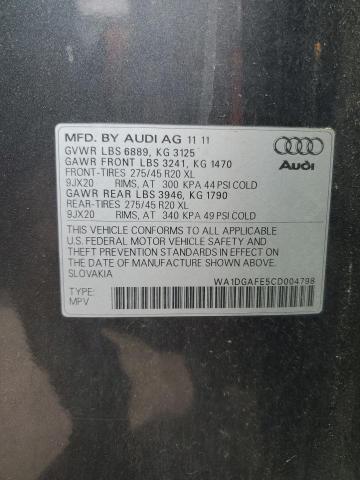 MFD. BY AUDI AG 11 11
GVWR LBS 6889, KG 3125
GAWR FRONT LBS 3241, KG 1470
FRONT-TIRES 275/45 R20 XL
9JX20 RIMS, AT 300 KPA 44 PSI COLD
GAWR REAR LBS 3946, KG 1790
REAR-TIRES 275/45 R20 XL
9JX20 RIMS, AT 340 KPA 49 PSI COLD
Audi
THIS VEHICLE CONFORMS TO ALL APPLICABLE
U.S. FEDERAL MOTOR VEHICLE SAFETY AND
THEFT PREVENTION STANDARDS IN EFFECT ON
THE DATE OF MANUFACTURE SHOWN ABOVE.
SLOVAKIA
WA1DGAFE5CD004798
TYPE:
MPV